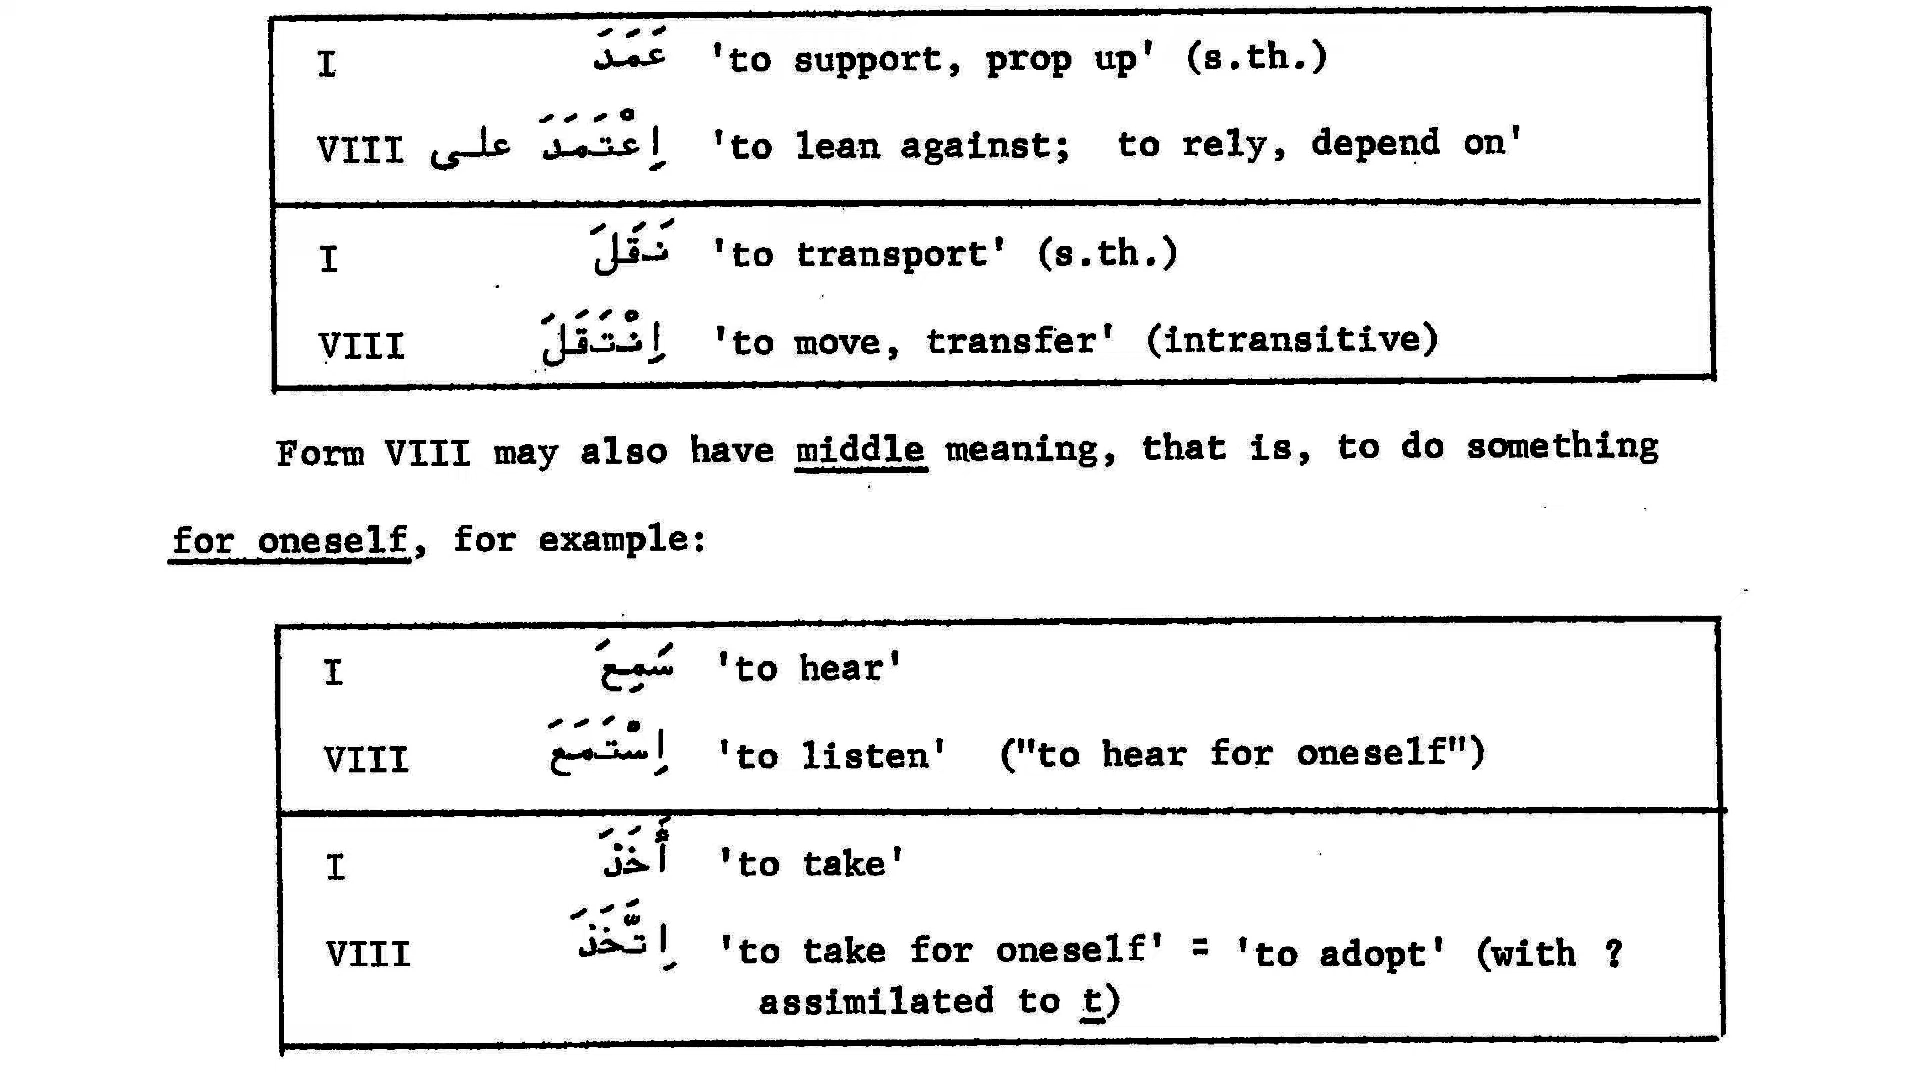 I عَمَدَ 'to support, prop up' (s.th.)
VIII اِعْتَمَدَ على 'to lean against; to rely, depend on'
I نَقَلَ 'to transport' (s.th.)
VIII اِنْتَقَلَ 'to move, transfer' (intransitive)
Form VIII may also have middle meaning, that is, to do something
for oneself, for example:
I سَمِعَ 'to hear'
VIII اِسْتَمَعَ 'to listen' ("to hear for oneself")
I أَخَذَ 'to take'
VIII اِتَّخَذَ 'to take for oneself' = 'to adopt' (with ?
assimilated to t)